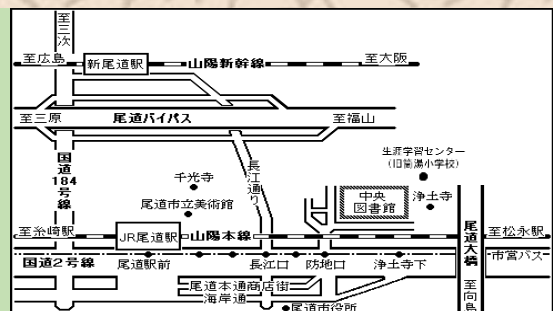 至三次
至広島
新尾道駅
山陽新幹線
至大阪
至三原
尾道バイパス
至福山
生涯学習センター
(旧筒湯小学校)
国道184号線
千光寺
長江通り
中央
図書館
浄土寺
尾道市立美術館
至糸崎駅
JR尾道駅
山陽本線
尾道大橋
至松永駅
国道2号線
尾道駅前
長江口
防地口
浄土寺下
市営バス
尾道本通商店街
海岸通
至向島
尾道市役所